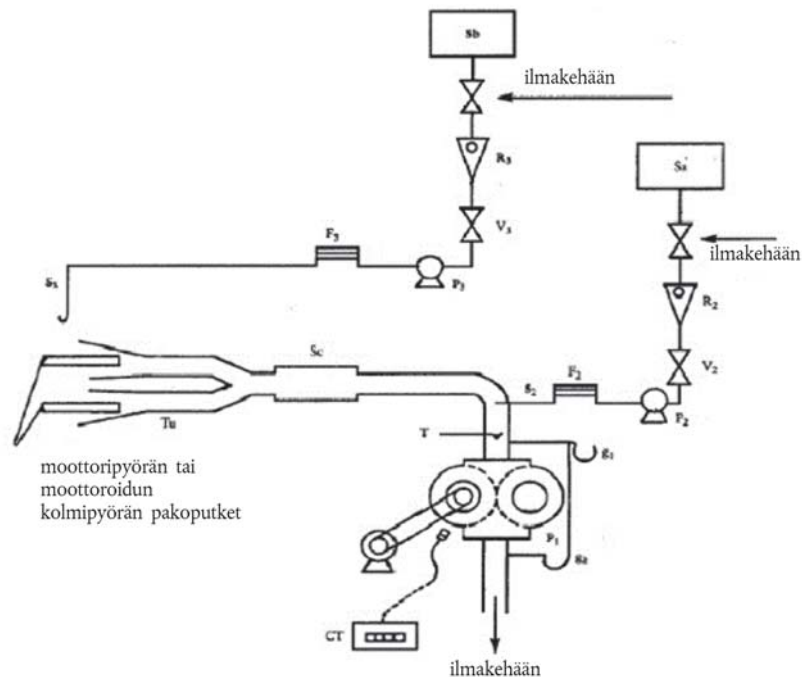 Sb
ilmakehään
R₃
Sa
V₃
F₃
ilmakehään
P₃
S₃
R₂
Sc
V₂
S₂
F₂
P₂
Tu
T
g₁
moottoripyörän tai
moottoroidun
kolmipyörän pakoputket
P₁
g₂
CT
ilmakehään